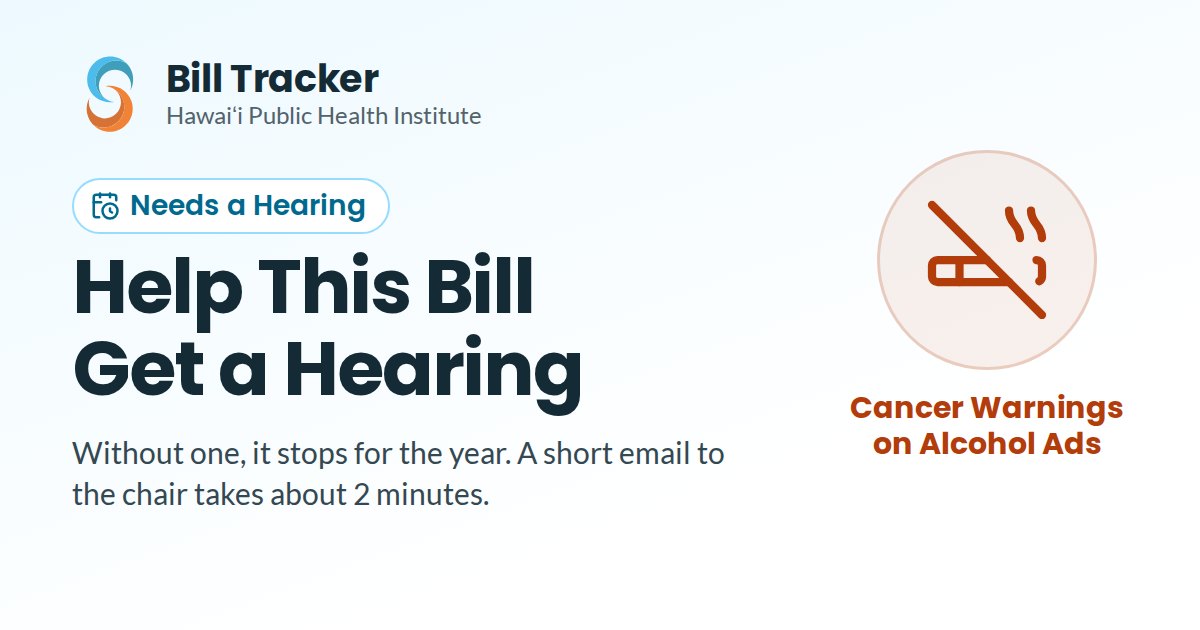 Bill Tracker
Hawaiʻi Public Health Institute
Needs a Hearing
Help This Bill
Get a Hearing
Without one, it stops for the year. A short email to
the chair takes about 2 minutes.
Cancer Warnings
on Alcohol Ads